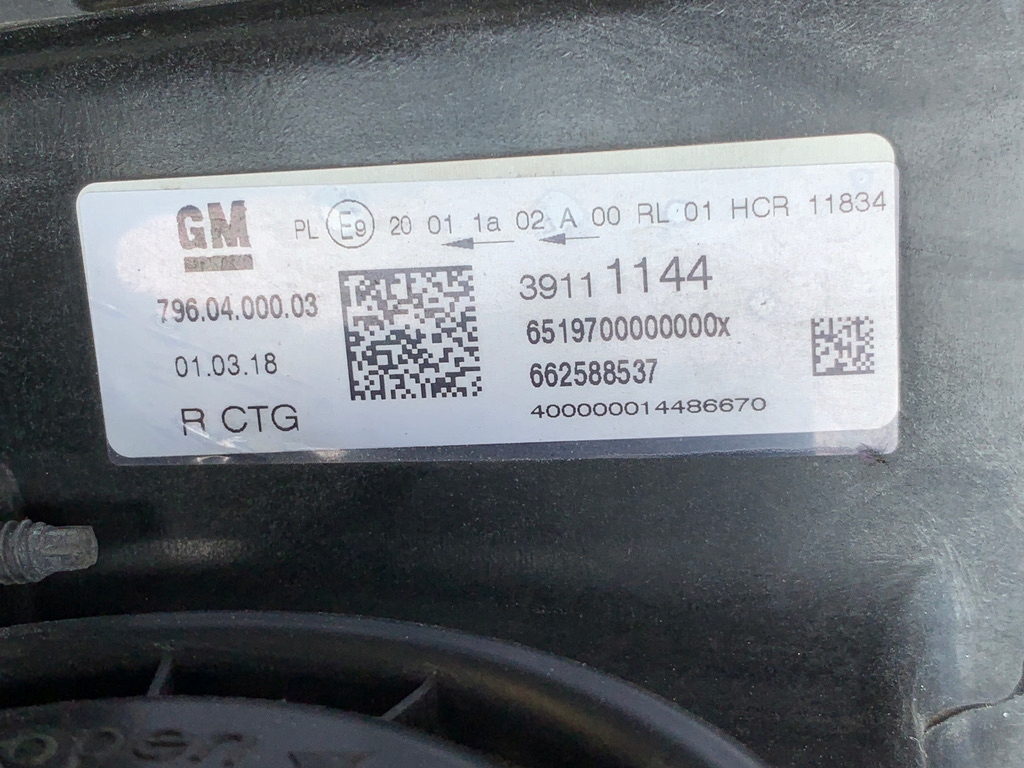 GM
PL E9 20 01 1a 02 A 00 RL 01 HCR 11834
796.04.000.03
39111144
6519700000000x
01.03.18
662588537
R CTG
400000014486670
open